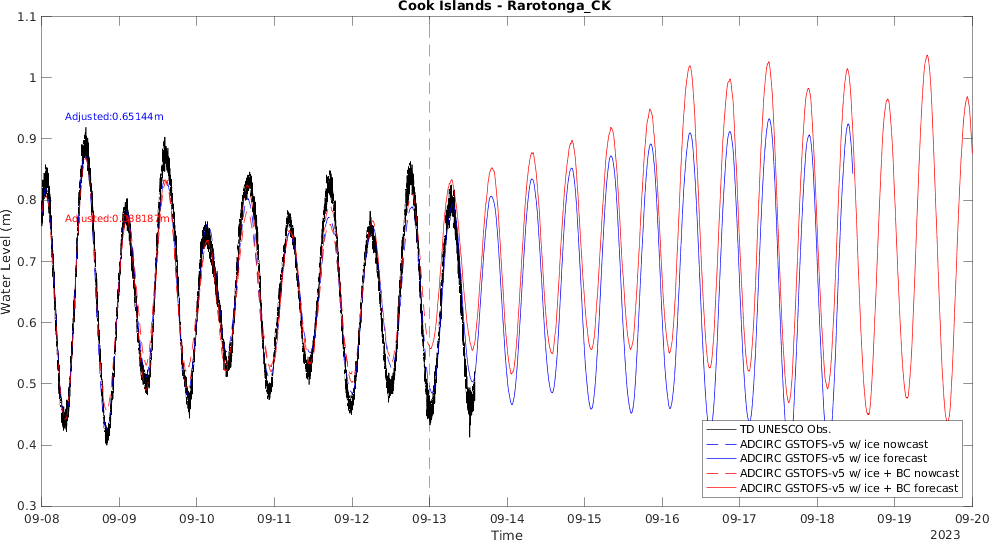 Cook Islands - Rarotonga_CK
Water Level (m)
1.1
1
0.9
0.8
0.7
0.6
0.5
0.4
0.3
Adjusted:0.65144m
TD UNESCO Obs.
ADCIRC GSTOFS-v5 w/ ice nowcast
ADCIRC GSTOFS-v5 w/ ice forecast
ADCIRC GSTOFS-v5 w/ ice + BC nowcast
ADCIRC GSTOFS-v5 w/ ice + BC forecast
09-08 09-09 09-10 09-11 09-12 09-13 09-14 09-15 09-16 09-17 09-18 09-19 09-20
Time
2023